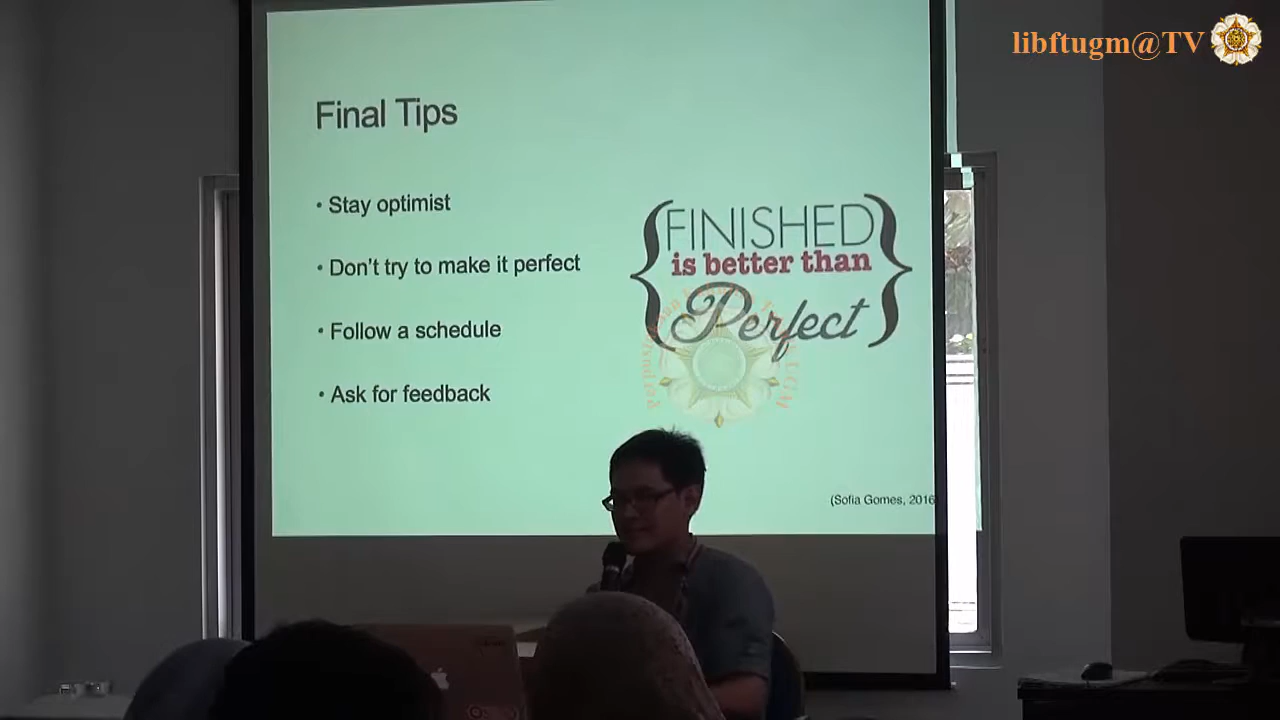 libftugm@TV
Final Tips
• Stay optimist
• Don't try to make it perfect
• Follow a schedule
• Ask for feedback
{FINISHED
is better than
Perfect}
(Sofia Gomes, 2016